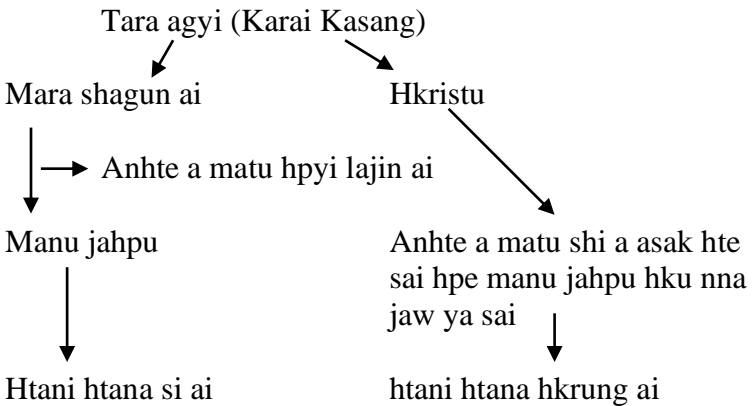 Tara agyi (Karai Kasang)
Mara shagun ai
Hkristu
Anhte a matu hpyi lajin ai
Manu jahpu
Anhte a matu shi a asak hte
sai hpe manu jahpu hku nna
jaw ya sai
Htani htana si ai
htani htana hkrung ai